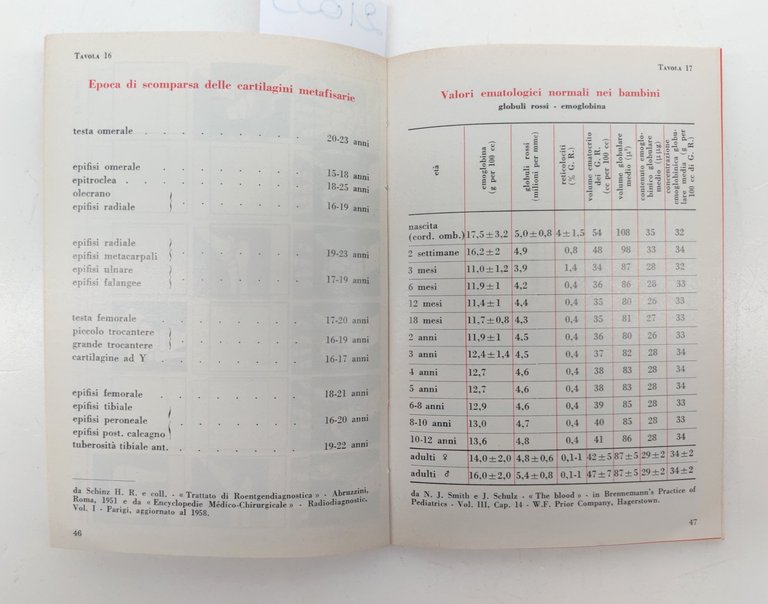 TAVOLA 16
Epoca di scomparsa delle cartilagini metafisarie
testa omerale . . . . . . . 20-23 anni
epifisi omerale . . . . . . 15-18 anni
epitroclea . . . . . . . 18-25 anni
olecrano
epifisi radiale . . . . . . 16-19 anni
epifisi radiale
epifisi metacarpali . . . . . 19-23 anni
epifisi ulnare
epifisi falangee . . . . . . 17-19 anni
testa femorale . . . . . . 17-20 anni
piccolo trocantere
grande trocantere . . . . . 16-19 anni
cartilagine ad Y . . . . . . 16-17 anni
epifisi femorale . . . . . . 18-21 anni
epifisi tibiale
epifisi peroneale . . . . . 16-20 anni
epifisi post. calcagno
tuberosità tibiale ant. . . . . 19-22 anni
da Schinz H. R. e coll. - « Trattato di Roentgendiagnostica » - Abruzzini,
Roma, 1951 e da «Encyclopedie Médico-Chirurgicale» - Radiodiagnostic-
Vol. I - Parigi, aggiornato al 1958.
46
TAVOLA 17
Valori ematologici normali nei bambini
globuli rossi - emoglobina
età
emoglobina
(g per 100 cc)
globuli rossi
(milioni per mmc)
reticolociti
(% G. R.)
volume ematocrito
dei G. R.
(cc per 100 cc)
volume globulare
medio (μ³)
contenuto emoglo-
binico globulare
medio (μμg)
concentrazione
emoglobinica globu-
lare media (g per
100 cc di G. R.)
nascita
(cord. omb.) 17,5±3,2 5,0±0,8 4±1,5 54 108 35 32
2 settimane 16,2±2 4,9 0,8 48 98 33 34
3 mesi 11,0±1,2 3,9 1,4 34 87 28 32
6 mesi 11,9±1 4,2 0,4 36 86 28 33
12 mesi 11,4±1 4,4 0,4 35 80 26 33
18 mesi 11,7±0,8 4,3 0,4 35 81 27 33
2 anni 11,9±1 4,5 0,4 36 80 26 33
3 anni 12,4±1,4 4,5 0,4 37 82 28 34
4 anni 12,7 4,6 0,4 38 83 28 34
5 anni 12,7 4,6 0,4 38 83 28 34
6-8 anni 12,9 4,6 0,4 39 85 28 33
8-10 anni 13,0 4,7 0,4 40 85 28 33
10-12 anni 13,6 4,8 0,4 41 86 28 34
adulti ♀ 14,0±2,0 4,8±0,6 0,1-1 42±5 87±5 29±2 34±2
adulti ♂ 16,0±2,0 5,4±0,8 0,1-1 47±7 87±5 29±2 34±2
da N. J. Smith e J. Schulz - «The blood» - in Brennemann's Practice of
Pediatrics - Vol. III, Cap. 14 - W.F. Prior Company, Hagerstown.
47